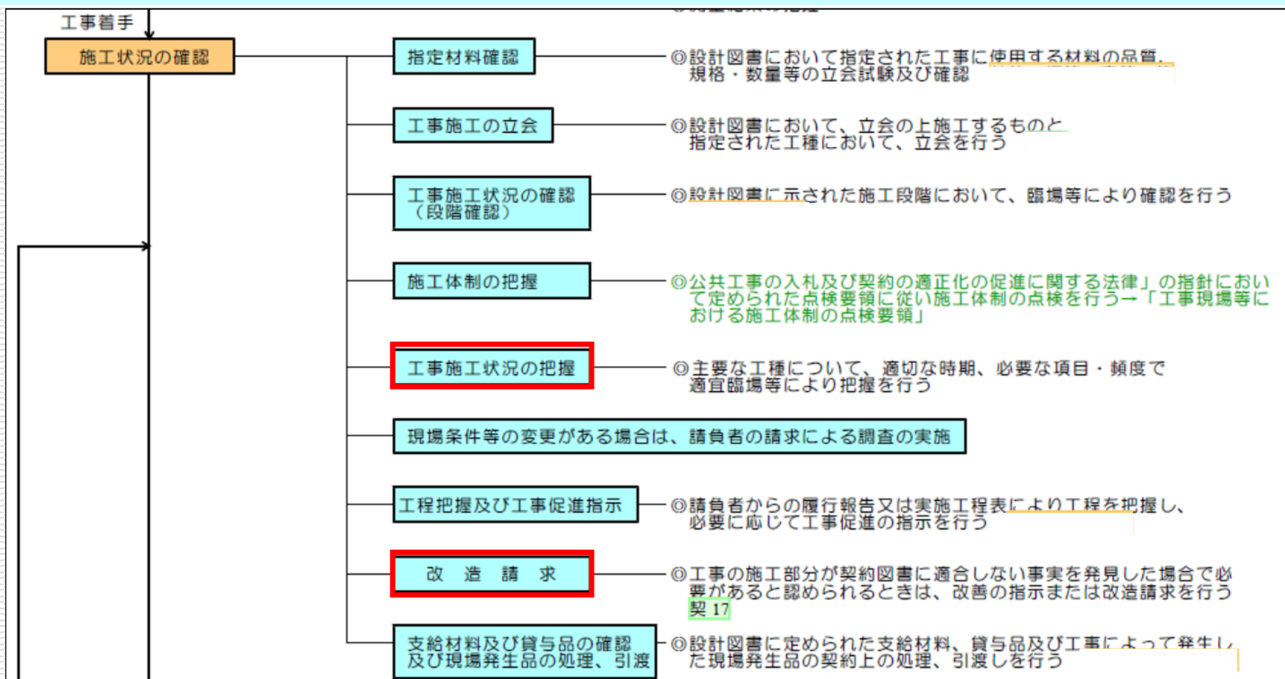 工事着手
施工状況の確認
指定材料確認
◎設計図書において指定された工事に使用する材料の品質、
規格・数量等の立会試験及び確認
工事施工の立会
◎設計図書において、立会の上施工するものと
指定された工種において、立会を行う
工事施工状況の確認
（段階確認）
◎設計図書に示された施工段階において、臨場等により確認を行う
施工体制の把握
◎公共工事の入札及び契約の適正化の促進に関する法律」の指針におい
て定められた点検要領に従い施工体制の点検を行う→「工事現場等に
おける施工体制の点検要領」
工事施工状況の把握
◎主要な工種について、適切な時期、必要な項目・頻度で
適宜臨場等により把握を行う
現場条件等の変更がある場合は、請負者の請求による調査の実施
工程把握及び工事促進指示
◎請負者からの履行報告又は実施工程表により工程を把握し、
必要に応じて工事促進の指示を行う
改 造 請 求
◎工事の施工部分が契約図書に適合しない事実を発見した場合で必
要があると認められるときは、改善の指示または改造請求を行う
契 17
支給材料及び貸与品の確認
及び現場発生品の処理、引渡
◎設計図書に定められた支給材料、貸与品及び工事によって発生し
た現場発生品の契約上の処理、引渡しを行う